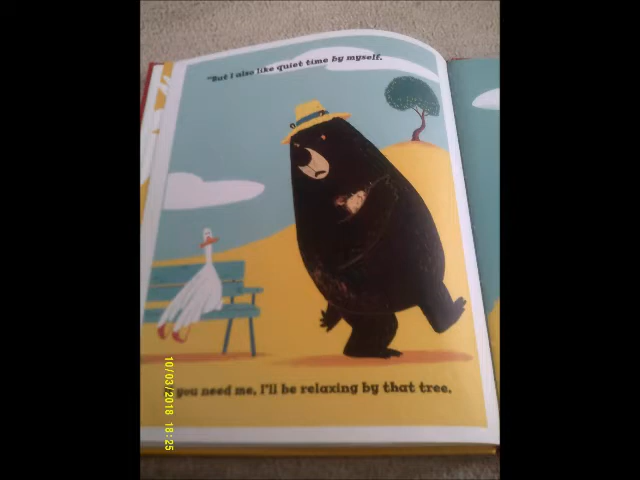 "But I also like quiet time by myself.
you need me, I'll be relaxing by that tree.
10/03/2018 18:25